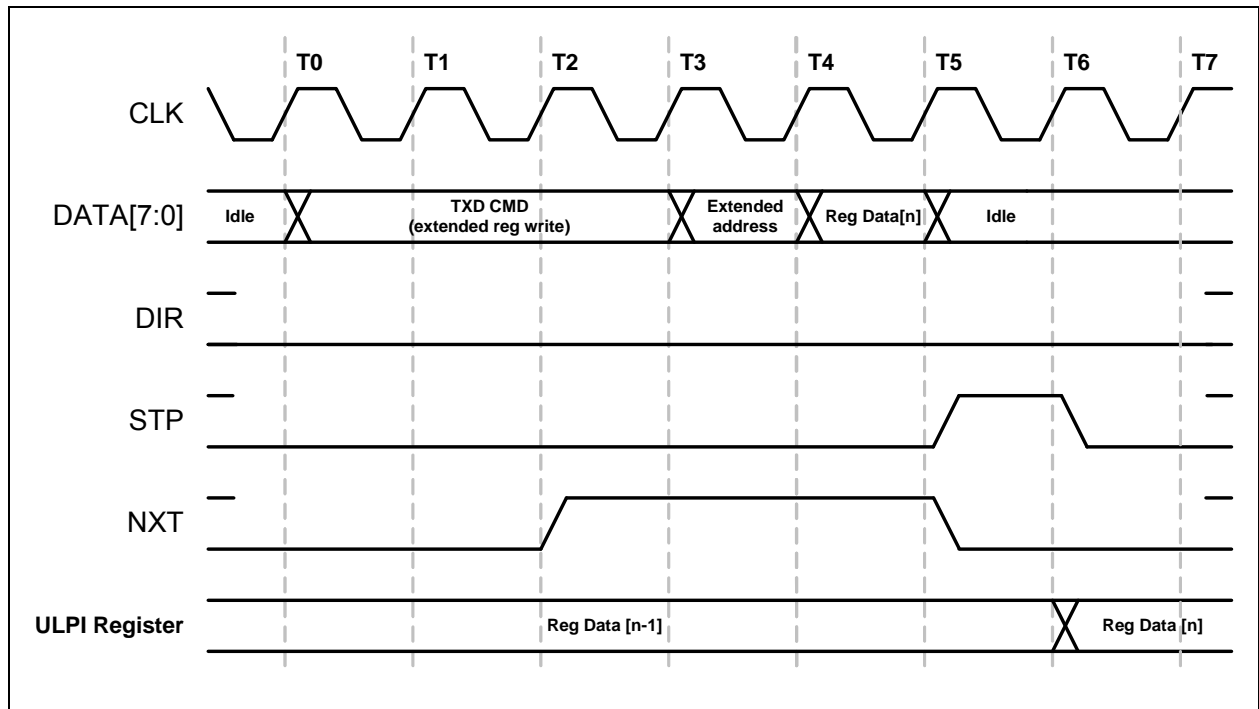 T0 T1 T2 T3 T4 T5 T6 T7
CLK
DATA[7:0]
Idle
TXD CMD
(extended reg write)
Extended
address
Reg Data[n]
Idle
DIR
STP
NXT
ULPI Register
Reg Data [n-1]
Reg Data [n]